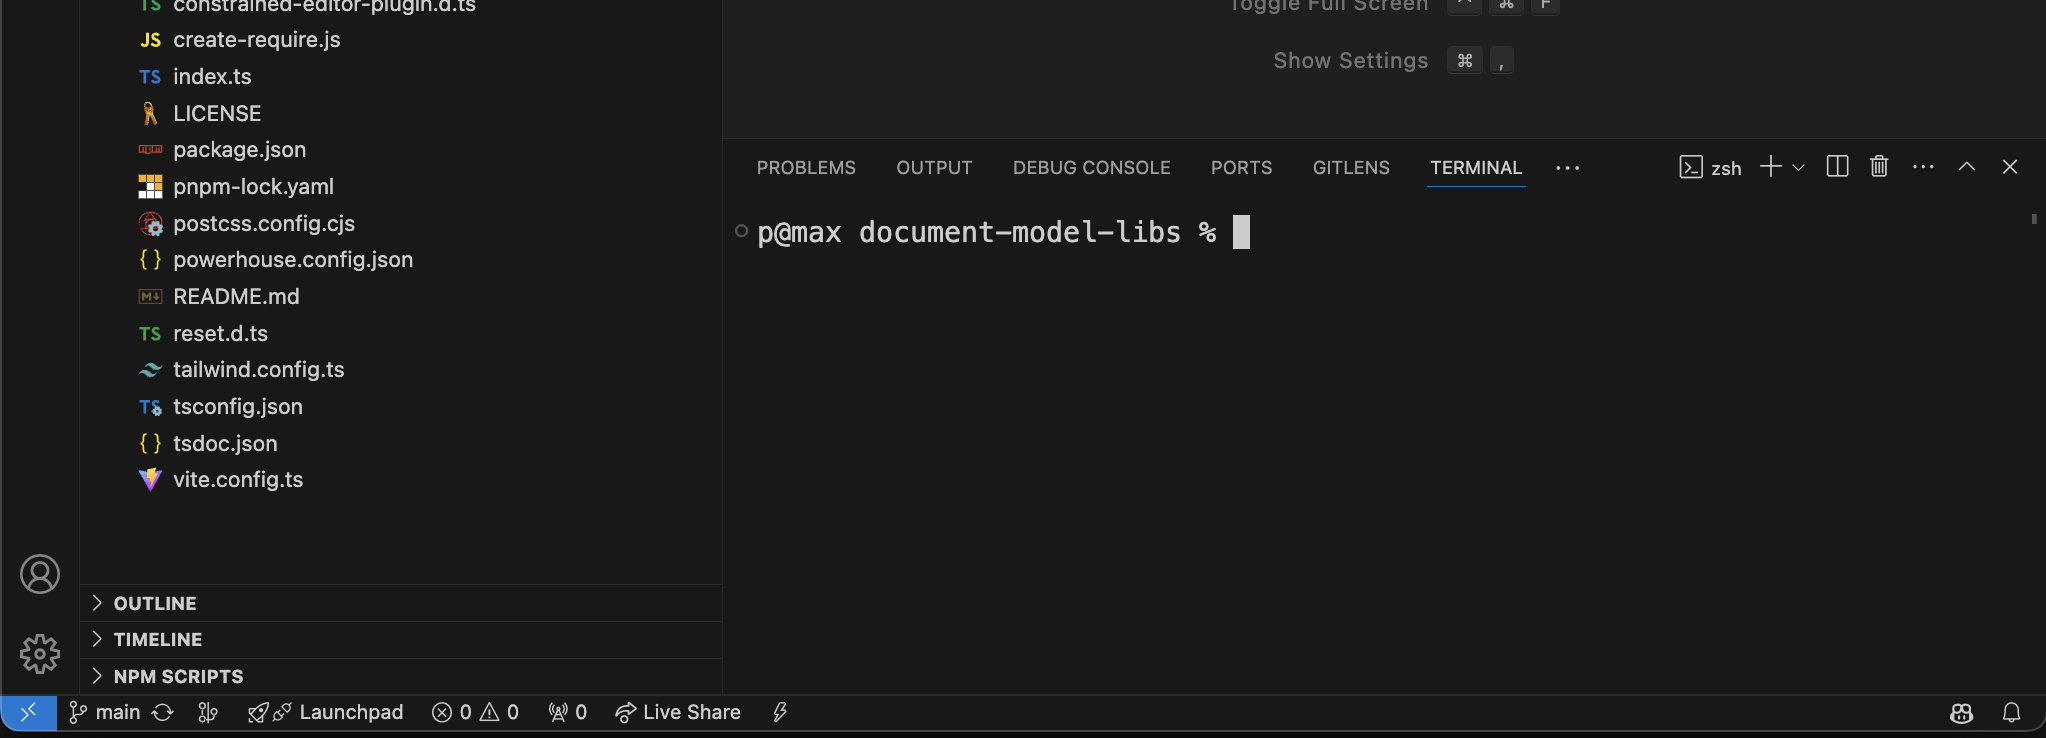 TS constrained-editor-plugin.d.ts
JS create-require.js
TS index.ts
LICENSE
package.json
pnpm-lock.yaml
postcss.config.cjs
{} powerhouse.config.json
README.md
TS reset.d.ts
tailwind.config.ts
TS tsconfig.json
{} tsdoc.json
vite.config.ts
OUTLINE
TIMELINE
NPM SCRIPTS
Toggle Full Screen ^ ⌘ F
Show Settings ⌘ ,
PROBLEMS OUTPUT DEBUG CONSOLE PORTS GITLENS TERMINAL ··· zsh
p@max document-model-libs %
main Launchpad 0 0 0 Live Share